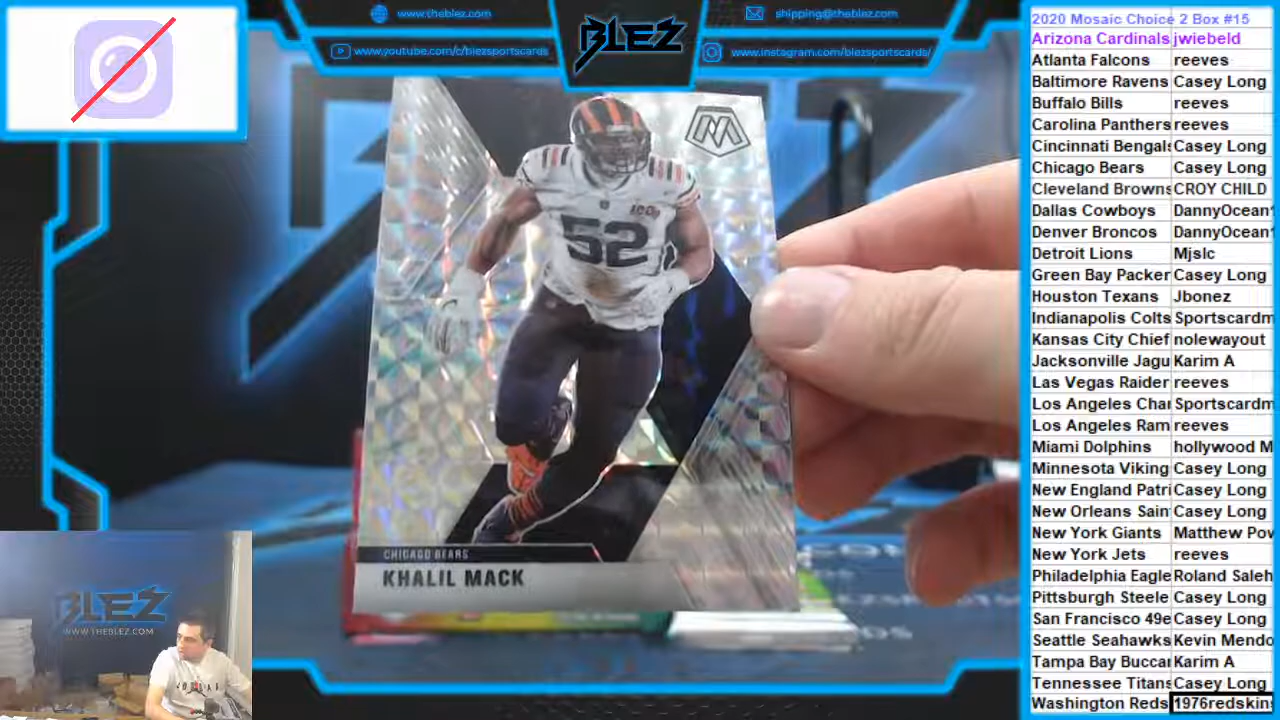 www.theblez.com
www.youtube.com/c/blezsportscards
BLEZ
shipping@theblez.com
www.instagram.com/blezsportscards/
52
100
CHICAGO BEARS
KHALIL MACK
BLEZ
WWW.THEBLEZ.COM
2020 Mosaic Choice 2 Box #15
Arizona Cardinals jwiebeld
Atlanta Falcons reeves
Baltimore Ravens Casey Long
Buffalo Bills reeves
Carolina Panthers reeves
Cincinnati Bengals Casey Long
Chicago Bears Casey Long
Cleveland Browns CROY CHILD
Dallas Cowboys DannyOcean
Denver Broncos DannyOcean
Detroit Lions Mjslc
Green Bay Packer Casey Long
Houston Texans Jbonez
Indianapolis Colts Sportscardm
Kansas City Chief nolewayout
Jacksonville Jagu Karim A
Las Vegas Raider reeves
Los Angeles Cha Sportscardm
Los Angeles Ram reeves
Miami Dolphins hollywood M
Minnesota Viking Casey Long
New England Patri Casey Long
New Orleans Sain Casey Long
New York Giants Matthew Pov
New York Jets reeves
Philadelphia Eagle Roland Saleh
Pittsburgh Steele Casey Long
San Francisco 49e Casey Long
Seattle Seahawks Kevin Mendo
Tampa Bay Buccan Karim A
Tennessee Titans Casey Long
Washington Reds 1976redskins